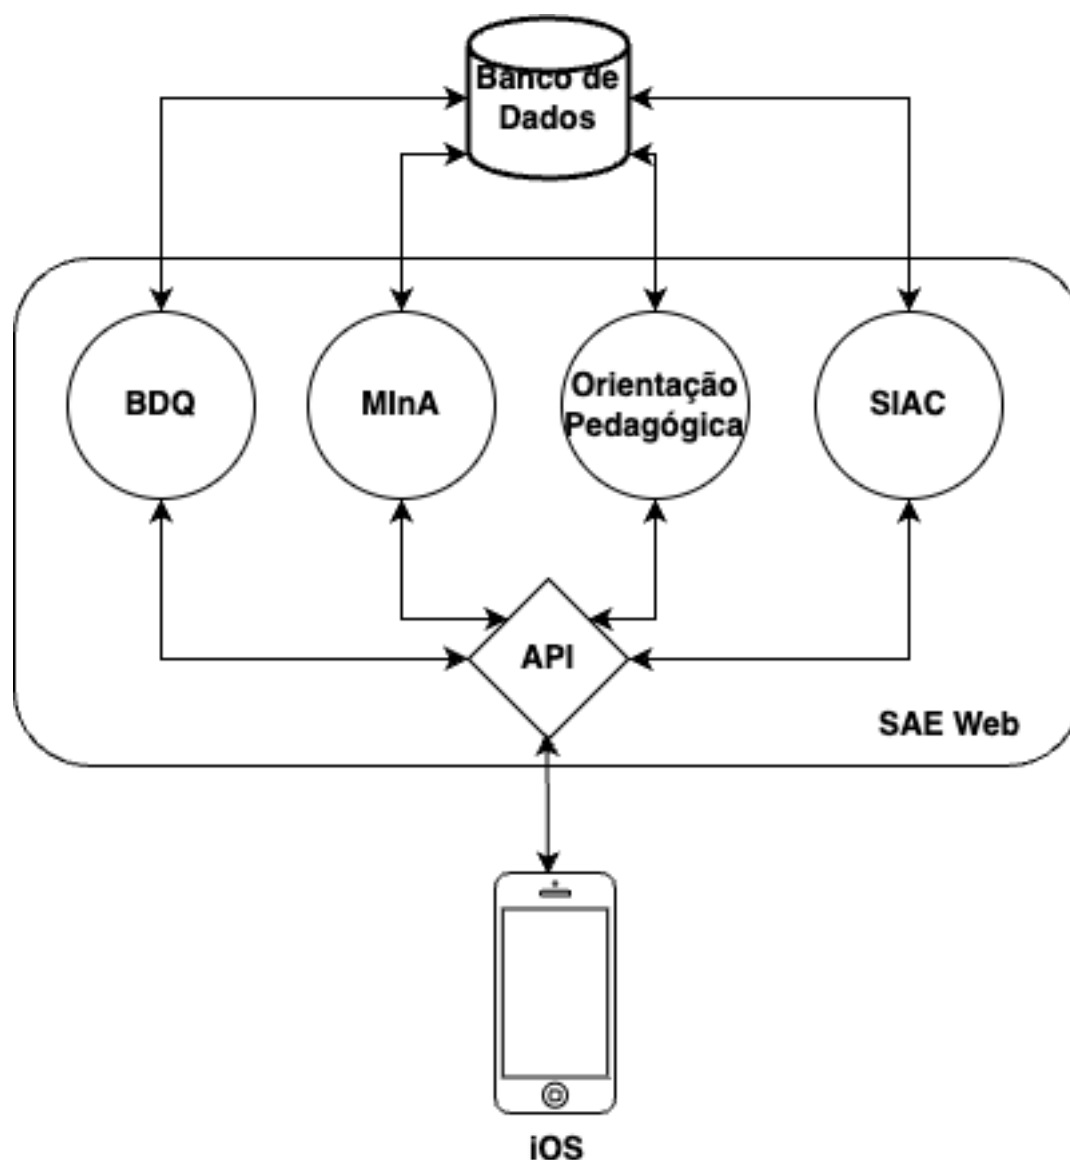 Banco de
Dados
BDQ
MInA
Orientação
Pedagógica
SIAC
API
SAE Web
iOS